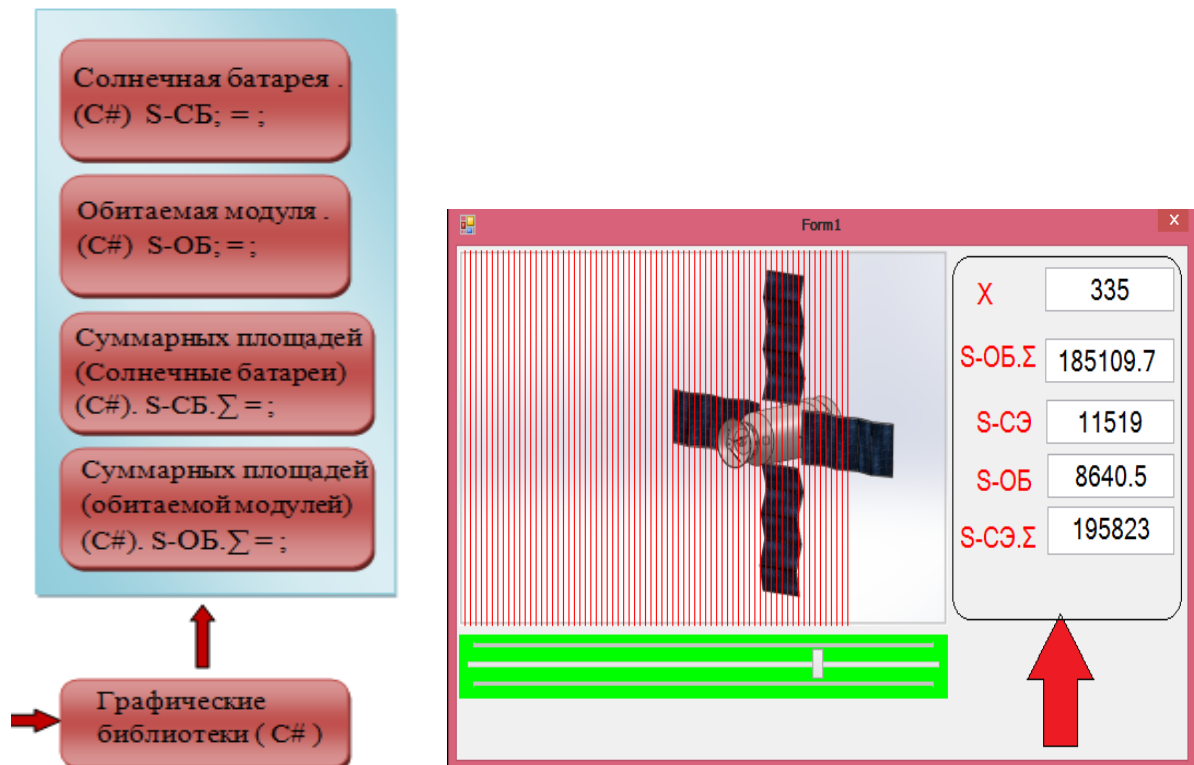 Солнечная батарея .
(C#) S-СБ; = ;
Обитаемая модуля .
(C#) S-ОБ; = ;
Суммарных площадей
(Солнечные батареи)
(C#). S-СБ.∑ = ;
Суммарных площадей
(обитаемой модулей)
(C#). S-ОБ.∑ = ;
Графические
библиотеки ( C# )
Form1
X
X 335
S-ОБ.Σ 185109.7
S-СЭ 11519
S-ОБ 8640.5
S-СЭ.Σ 195823